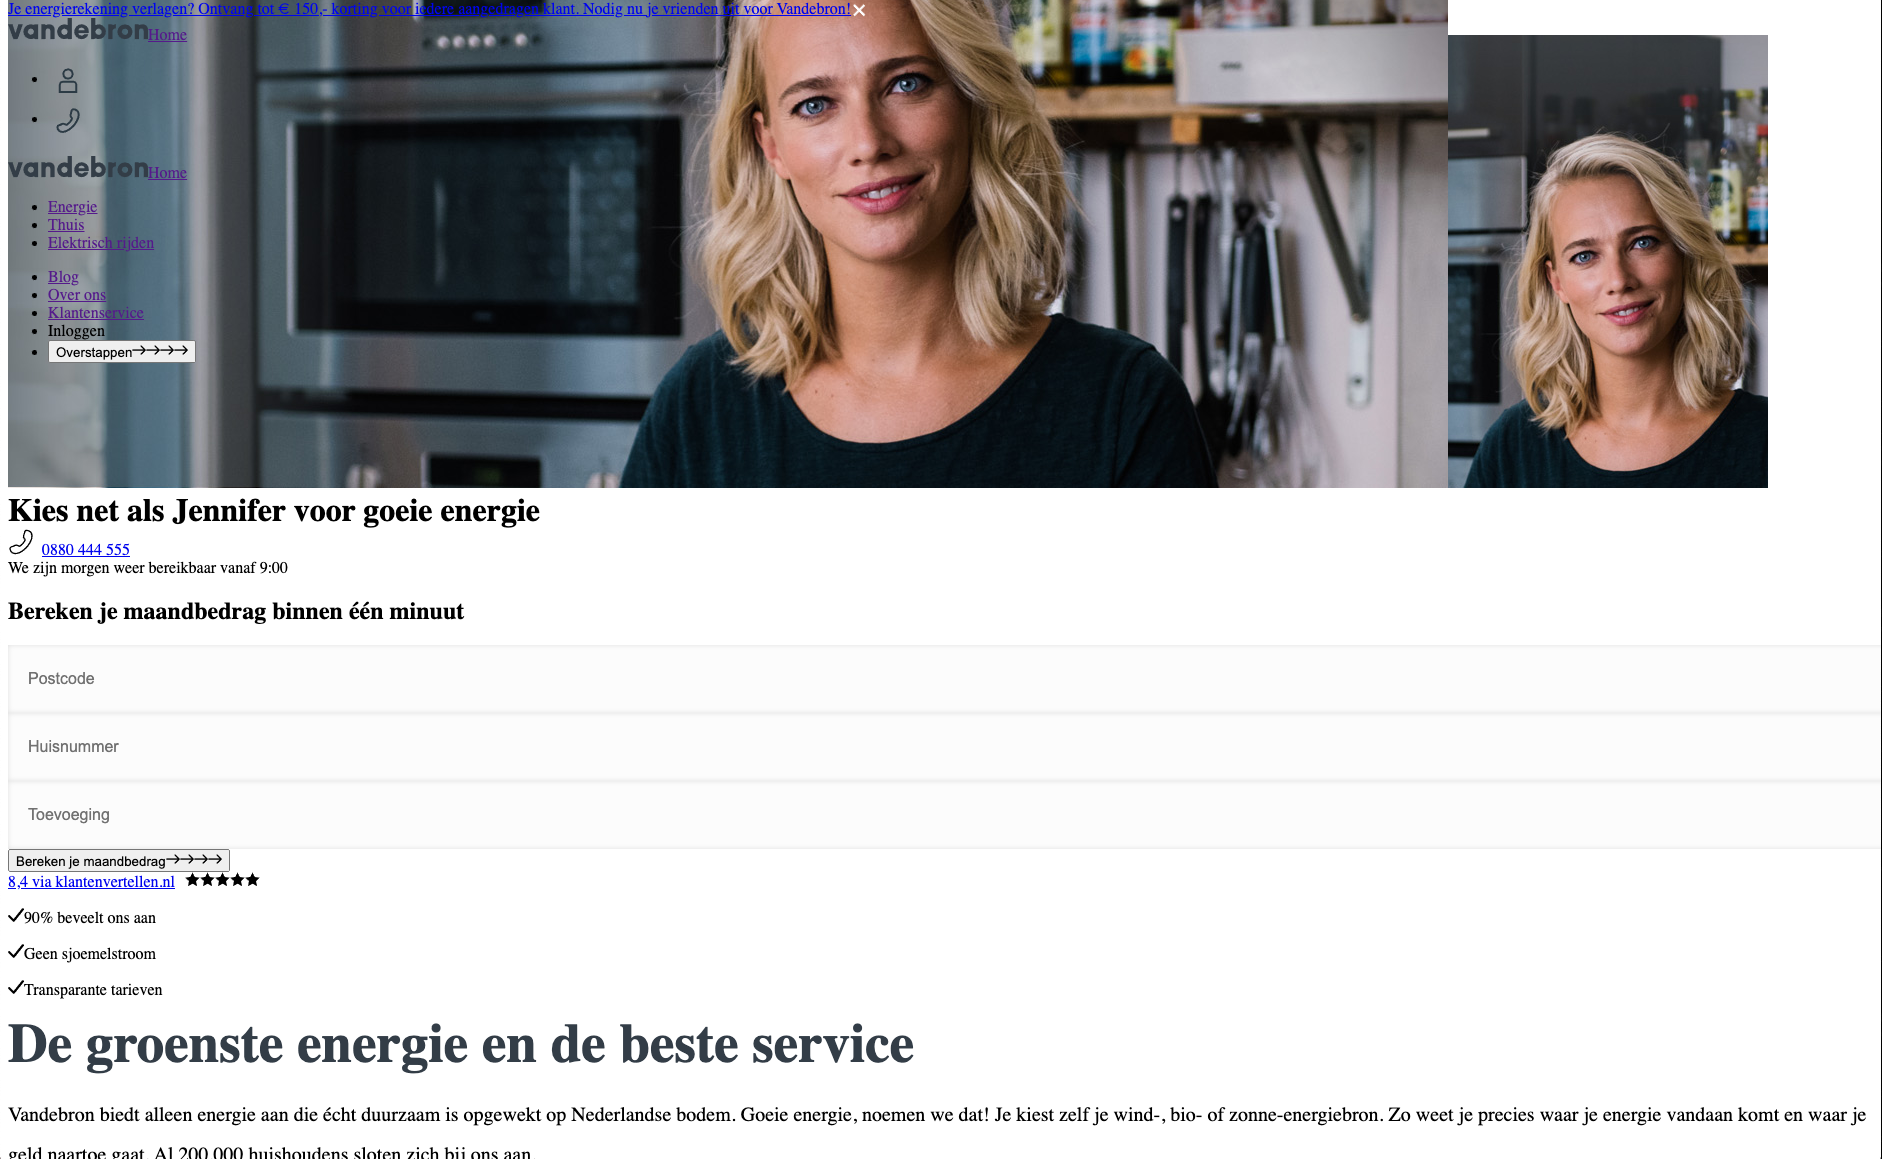 Je energierekening verlagen? Ontvang tot € 150,- korting voor iedere aangedragen klant. Nodig nu je vrienden uit voor Vandebron!
vandebron Home
vandebron Home
Energie
Thuis
Elektrisch rijden
Blog
Over ons
Klantenservice
Inloggen
Overstappen
Kies net als Jennifer voor goeie energie
0880 444 555
We zijn morgen weer bereikbaar vanaf 9:00
Bereken je maandbedrag binnen één minuut
Postcode
Huisnummer
Toevoeging
Bereken je maandbedrag
8,4 via klantenvertellen.nl
90% beveelt ons aan
Geen sjoemelstroom
Transparante tarieven
De groenste energie en de beste service
Vandebron biedt alleen energie aan die écht duurzaam is opgewekt op Nederlandse bodem. Goeie energie, noemen we dat! Je kiest zelf je wind-, bio- of zonne-energiebron. Zo weet je precies waar je energie vandaan komt en waar je
geld naartoe gaat. Al 200.000 huishoudens sloten zich bij ons aan.